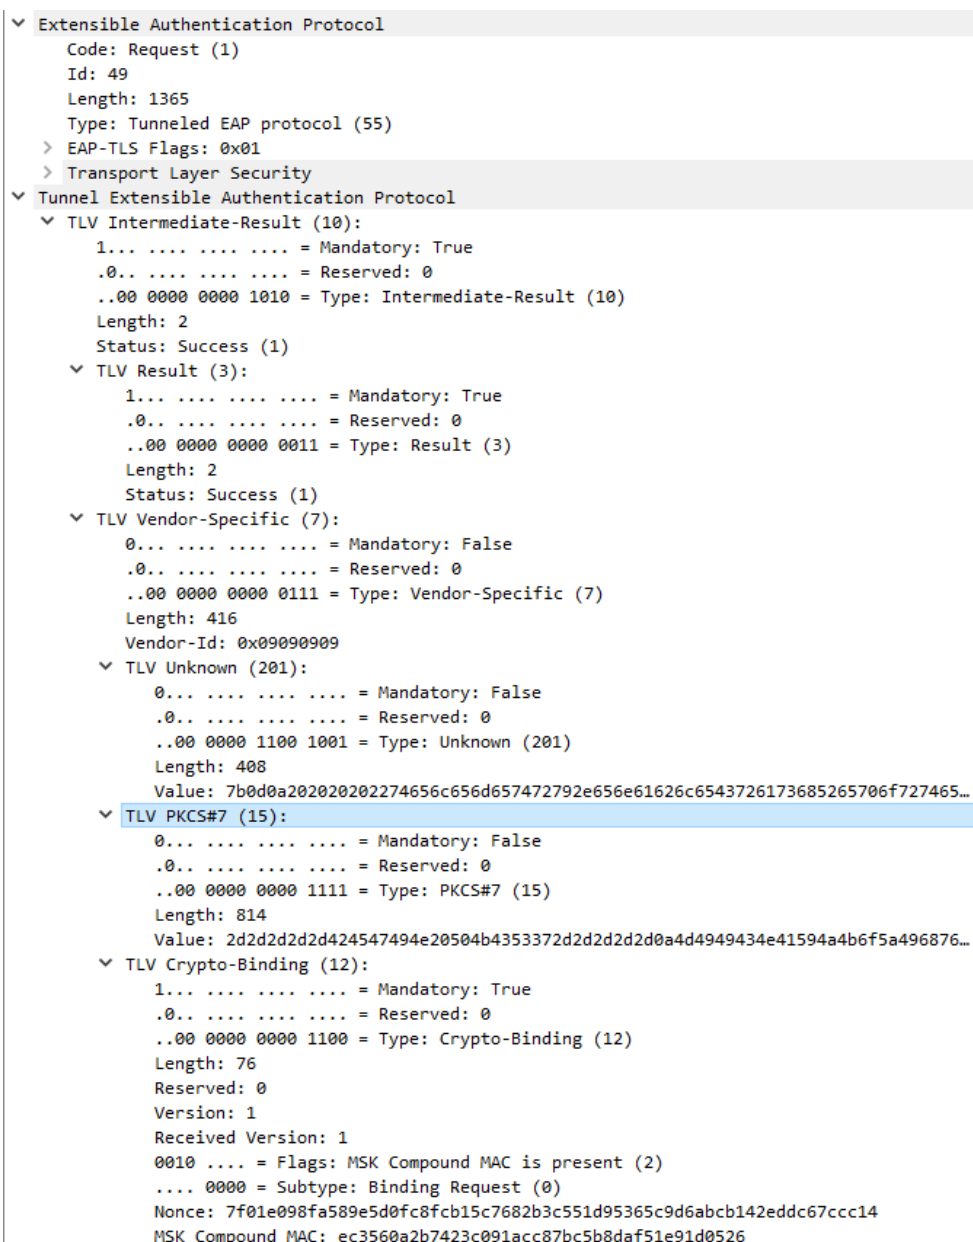 Extensible Authentication Protocol
Code: Request (1)
Id: 49
Length: 1365
Type: Tunneled EAP protocol (55)
EAP-TLS Flags: 0x01
Transport Layer Security
Tunnel Extensible Authentication Protocol
TLV Intermediate-Result (10):
1... .... .... .... = Mandatory: True
.0.. .... .... .... = Reserved: 0
..00 0000 0000 1010 = Type: Intermediate-Result (10)
Length: 2
Status: Success (1)
TLV Result (3):
1... .... .... .... = Mandatory: True
.0.. .... .... .... = Reserved: 0
..00 0000 0000 0011 = Type: Result (3)
Length: 2
Status: Success (1)
TLV Vendor-Specific (7):
0... .... .... .... = Mandatory: False
.0.. .... .... .... = Reserved: 0
..00 0000 0000 0111 = Type: Vendor-Specific (7)
Length: 416
Vendor-Id: 0x09090909
TLV Unknown (201):
0... .... .... .... = Mandatory: False
.0.. .... .... .... = Reserved: 0
..00 0000 1100 1001 = Type: Unknown (201)
Length: 408
Value: 7b0d0a202020202274656c656d657472792e656e61626c6543726173685265706f727465…
TLV PKCS#7 (15):
0... .... .... .... = Mandatory: False
.0.. .... .... .... = Reserved: 0
..00 0000 0000 1111 = Type: PKCS#7 (15)
Length: 814
Value: 2d2d2d2d2d424547494e20504b4353372d2d2d2d2d0a4d4949434e41594a4b6f5a496876…
TLV Crypto-Binding (12):
1... .... .... .... = Mandatory: True
.0.. .... .... .... = Reserved: 0
..00 0000 0000 1100 = Type: Crypto-Binding (12)
Length: 76
Reserved: 0
Version: 1
Received Version: 1
0010 .... = Flags: MSK Compound MAC is present (2)
.... 0000 = Subtype: Binding Request (0)
Nonce: 7f01e098fa589e5d0fc8fcb15c7682b3c551d95365c9d6abcb142eddc67ccc14
MSK Compound MAC: ec3560a2b7423c091acc87bc5b8daf51e91d0526